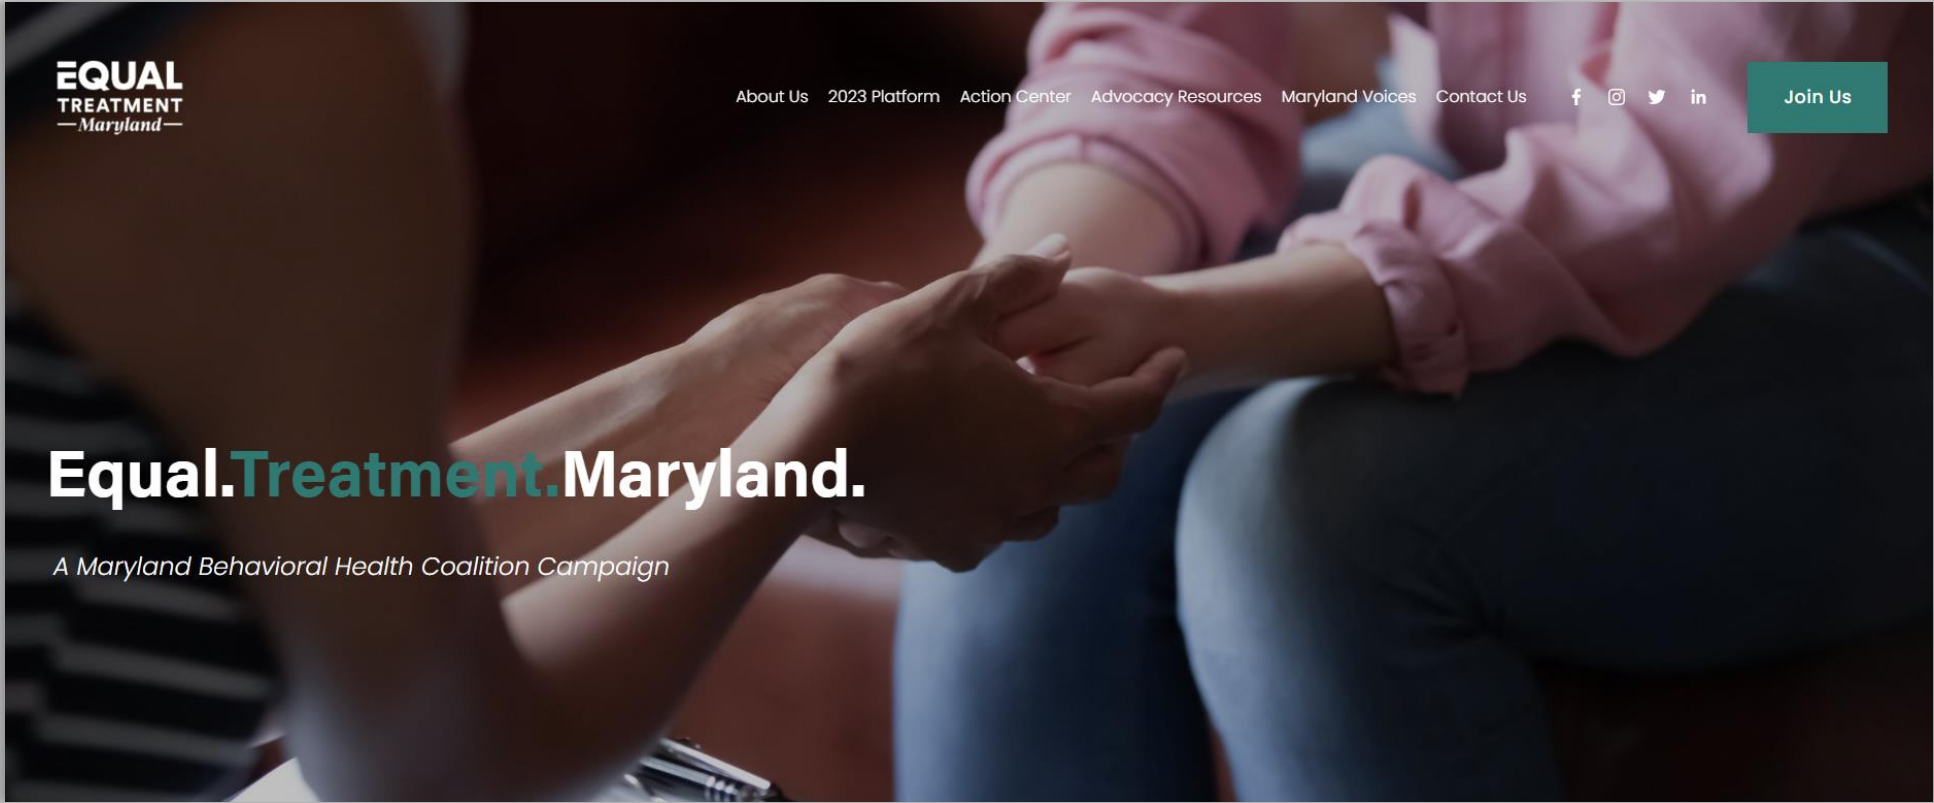 EQUAL
TREATMENT
Maryland
About Us 2023 Platform Action Center Advocacy Resources Maryland Voices Contact Us
Join Us
Equal.Treatment.Maryland.
A Maryland Behavioral Health Coalition Campaign